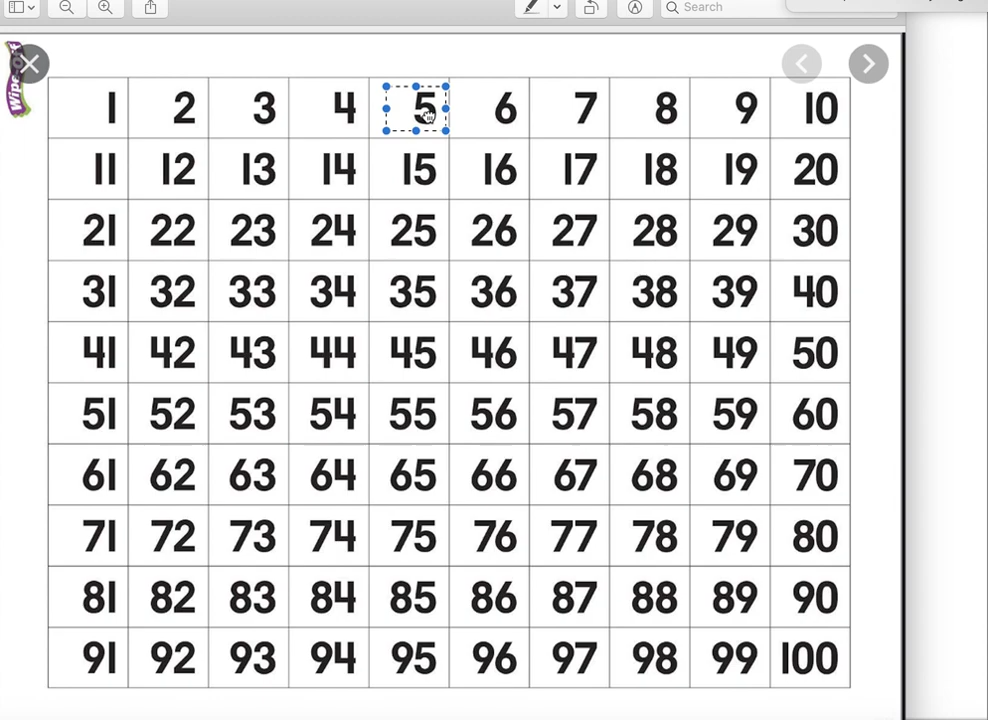 Search
Wipe-Off
1 2 3 4 5 6 7 8 9 10
11 12 13 14 15 16 17 18 19 20
21 22 23 24 25 26 27 28 29 30
31 32 33 34 35 36 37 38 39 40
41 42 43 44 45 46 47 48 49 50
51 52 53 54 55 56 57 58 59 60
61 62 63 64 65 66 67 68 69 70
71 72 73 74 75 76 77 78 79 80
81 82 83 84 85 86 87 88 89 90
91 92 93 94 95 96 97 98 99 100